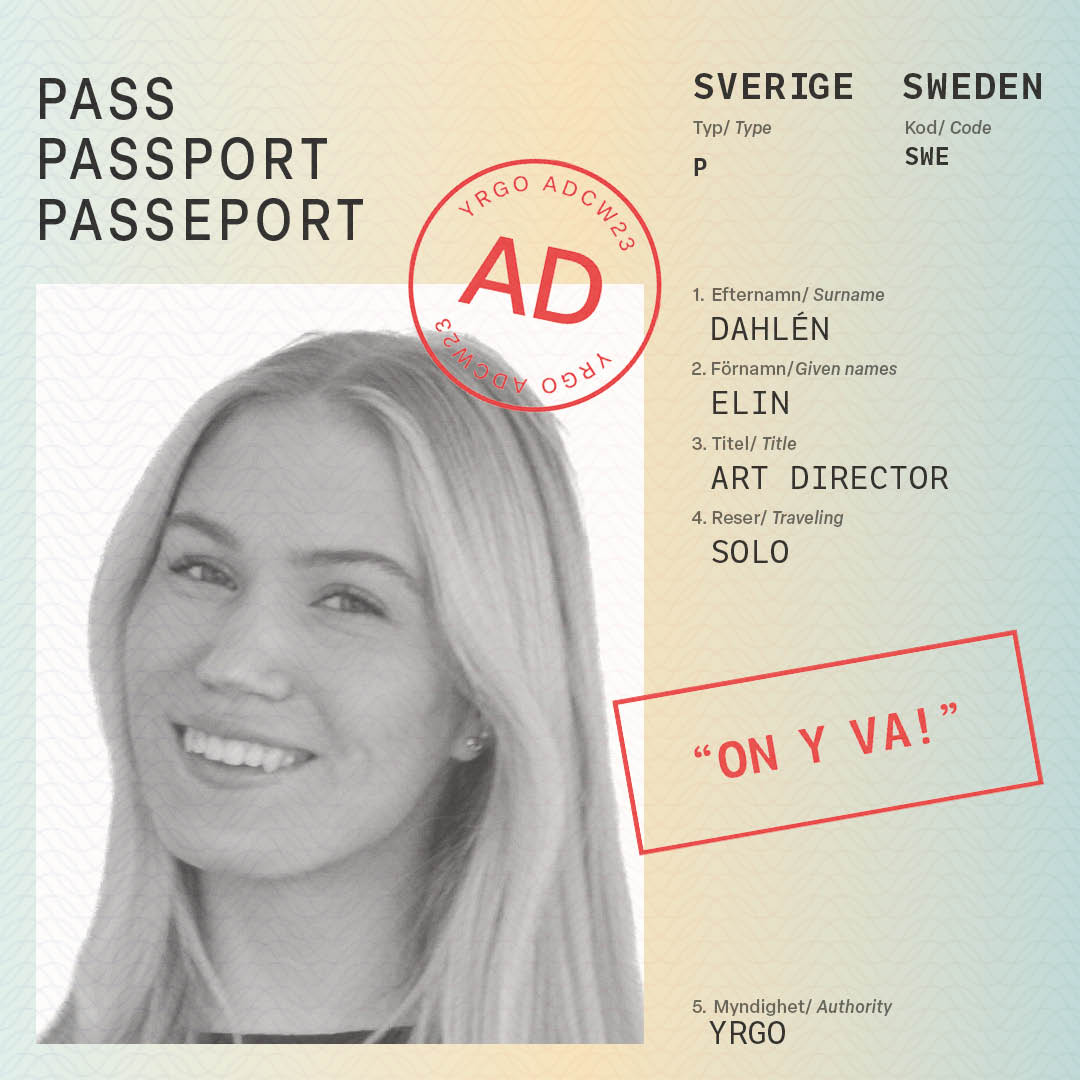 PASS
PASSPORT
PASSEPORT
SVERIGE SWEDEN
Typ/ Type Kod/ Code
P SWE
YRGO ADCW23
AD
YRGO ADCW23
1. Efternamn/ Surname
DAHLÉN
2. Förnamn/Given names
ELIN
3. Titel/ Title
ART DIRECTOR
4. Reser/ Traveling
SOLO
“ON Y VA!”
5. Myndighet/ Authority
YRGO